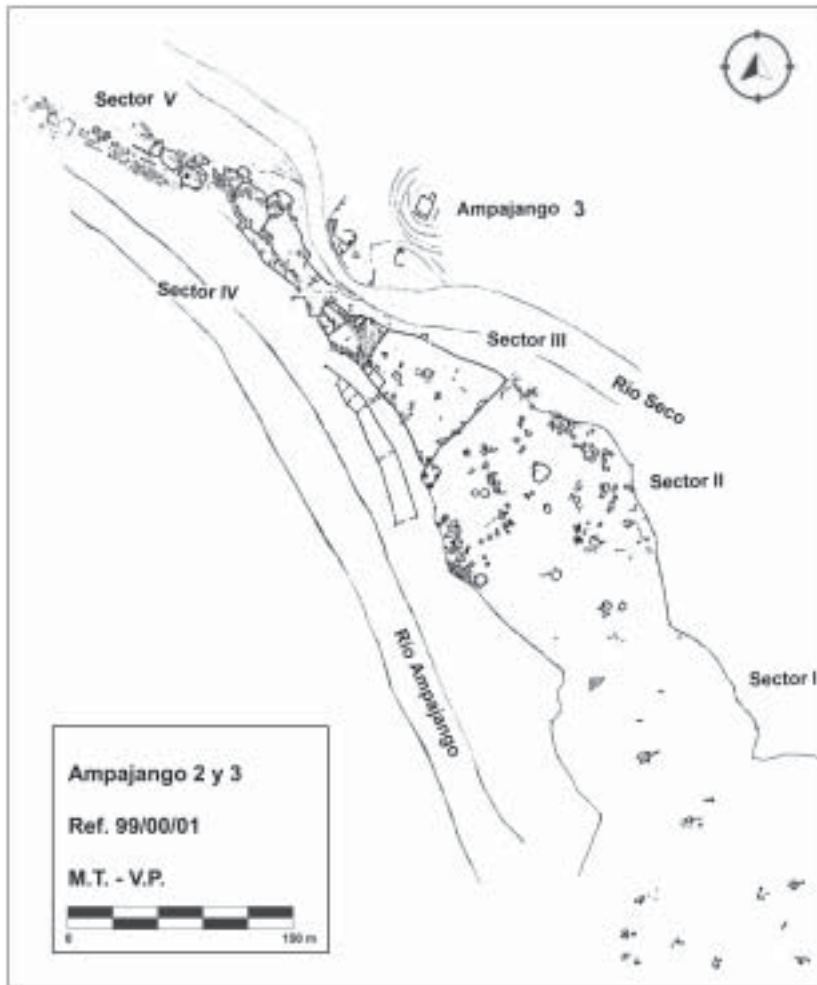 Sector V
Ampajango 3
Sector IV
Sector III
Río Seco
Sector II
Río Ampajango
Sector I
Ampajango 2 y 3
Ref. 99/00/01
M.T. - V.P.
0 150 m